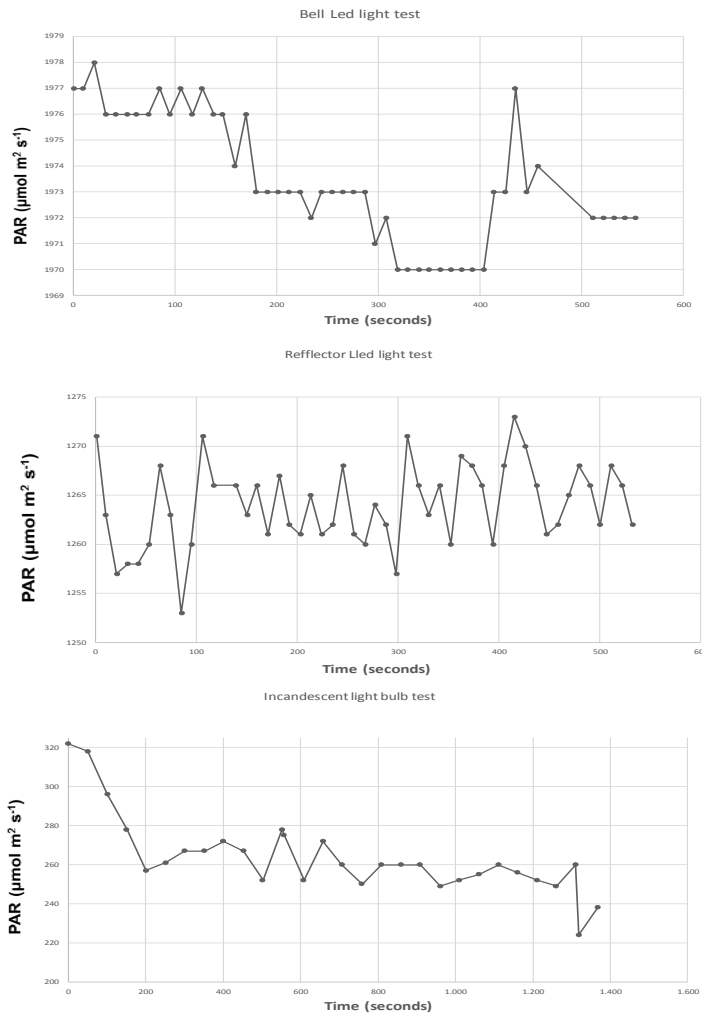 Bell Led light test
1979
1978
1977
1976
1975
1974
1973
1972
1971
1970
1969
PAR (µmol m² s⁻¹)
0 100 200 300 400 500 600
Time (seconds)
Refflector Lled light test
1275
1270
1265
1260
1255
1250
PAR (µmol m² s⁻¹)
0 100 200 300 400 500
Time (seconds)
Incandescent light bulb test
320
300
280
260
240
220
200
PAR (µmol m² s⁻¹)
0 200 400 600 800 1.000 1.200 1.400 1.600
Time (seconds)